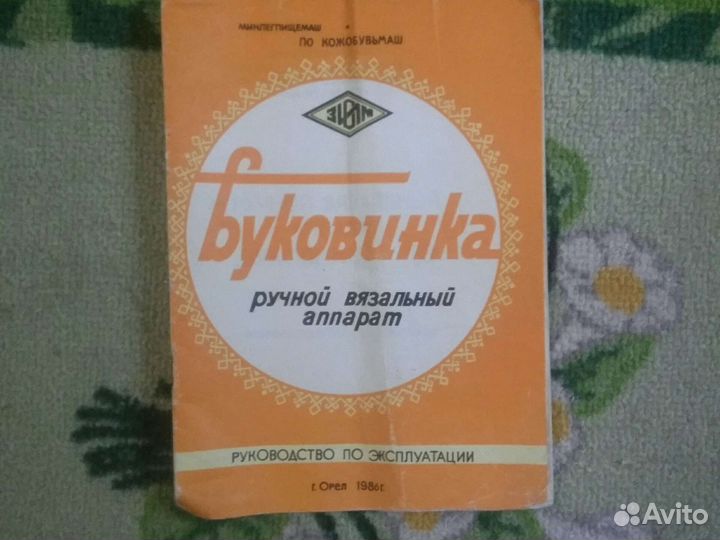 МИНЛЕГПИЩЕМАШ
ПО КОЖОБУВЬМАШ
Буковинка
ручной вязальный
аппарат
РУКОВОДСТВО ПО ЭКСПЛУАТАЦИИ
г. Орел 1986г.
Avito